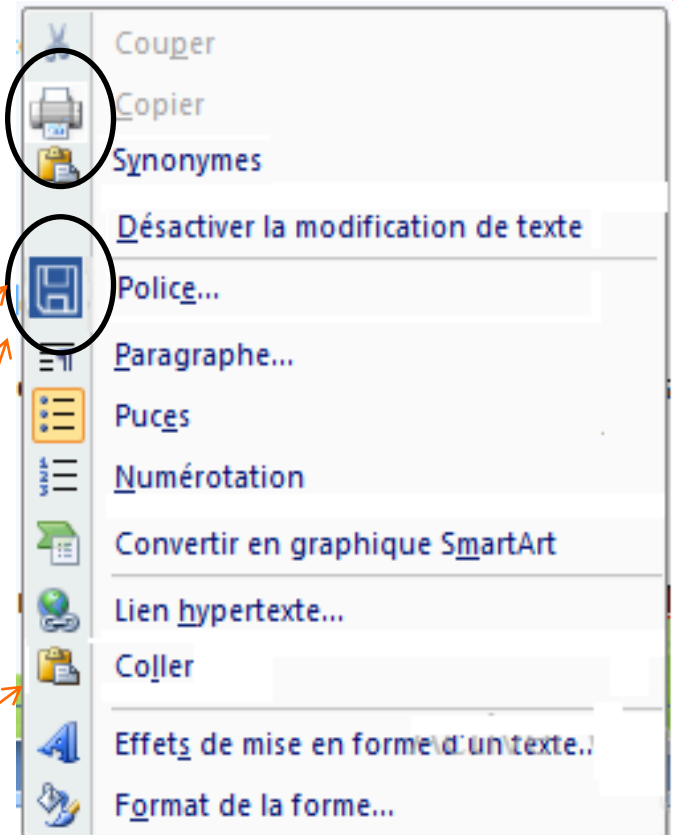 Couper
Copier
Synonymes
Désactiver la modification de texte
Police...
Paragraphe...
Puces
Numérotation
Convertir en graphique SmartArt
Lien hypertexte...
Coller
Effets de mise en forme d'un texte..
Format de la forme...